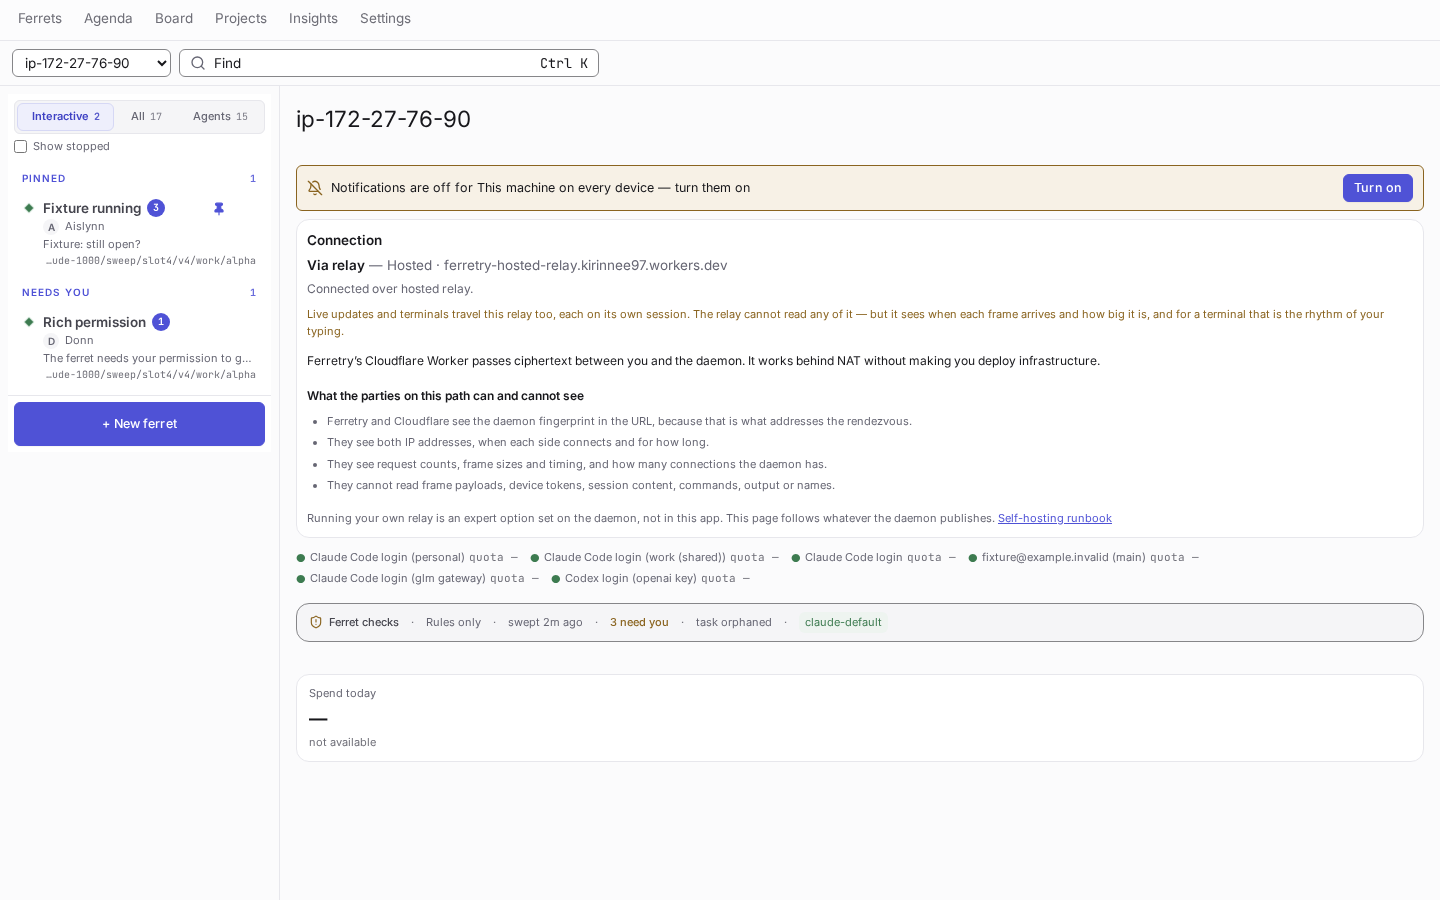 Ferrets Agenda Board Projects Insights Settings
ip-172-27-76-90 Find Ctrl K
Interactive 2 All 17 Agents 15
Show stopped
PINNED 1
Fixture running 3
A Aislynn
Fixture: still open?
…ude-1000/sweep/slot4/v4/work/alpha
NEEDS YOU 1
Rich permission 1
D Donn
The ferret needs your permission to g…
…ude-1000/sweep/slot4/v4/work/alpha
+ New ferret
ip-172-27-76-90
Notifications are off for This machine on every device — turn them on Turn on
Connection
Via relay — Hosted · ferretry-hosted-relay.kirinnee97.workers.dev
Connected over hosted relay.
Live updates and terminals travel this relay too, each on its own session. The relay cannot read any of it — but it sees when each frame arrives and how big it is, and for a terminal that is the rhythm of your
typing.
Ferretry’s Cloudflare Worker passes ciphertext between you and the daemon. It works behind NAT without making you deploy infrastructure.
What the parties on this path can and cannot see
• Ferretry and Cloudflare see the daemon fingerprint in the URL, because that is what addresses the rendezvous.
• They see both IP addresses, when each side connects and for how long.
• They see request counts, frame sizes and timing, and how many connections the daemon has.
• They cannot read frame payloads, device tokens, session content, commands, output or names.
Running your own relay is an expert option set on the daemon, not in this app. This page follows whatever the daemon publishes. Self-hosting runbook
Claude Code login (personal) quota — Claude Code login (work (shared)) quota — Claude Code login quota — fixture@example.invalid (main) quota —
Claude Code login (glm gateway) quota — Codex login (openai key) quota —
Ferret checks · Rules only · swept 2m ago · 3 need you · task orphaned · claude-default
Spend today
—
not available